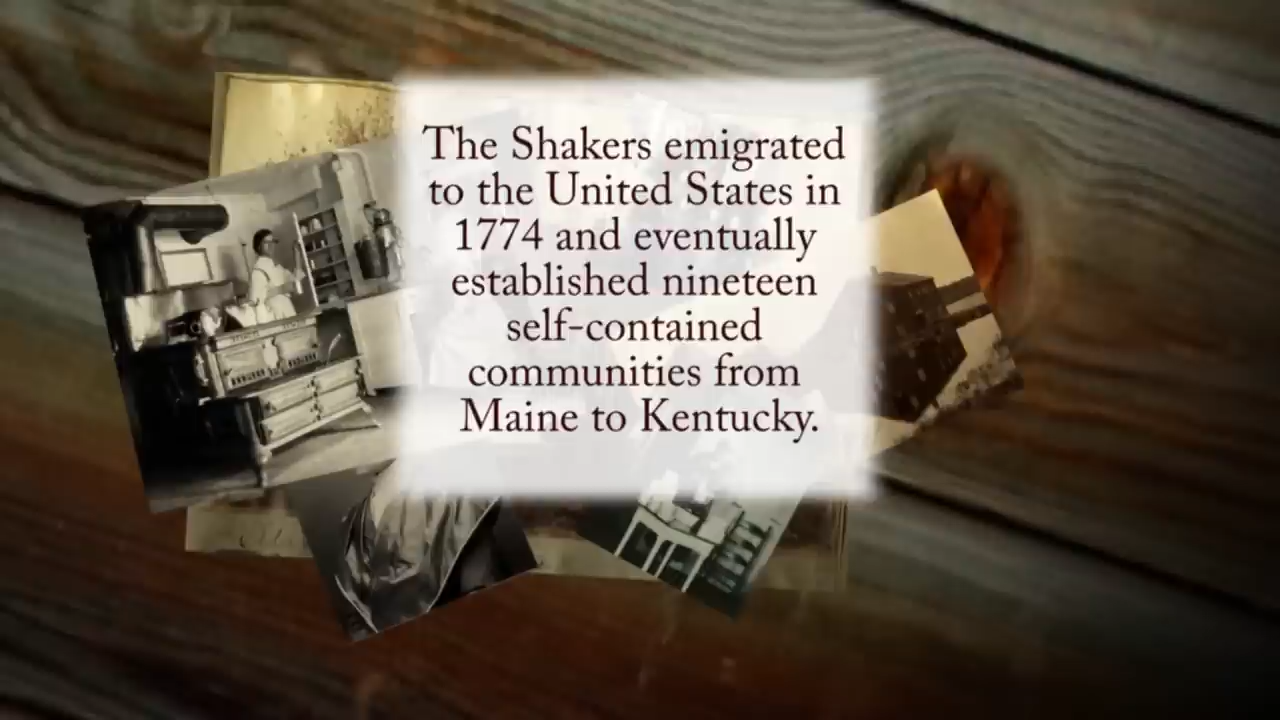 The Shakers emigrated
to the United States in
1774 and eventually
established nineteen
self-contained
communities from
Maine to Kentucky.